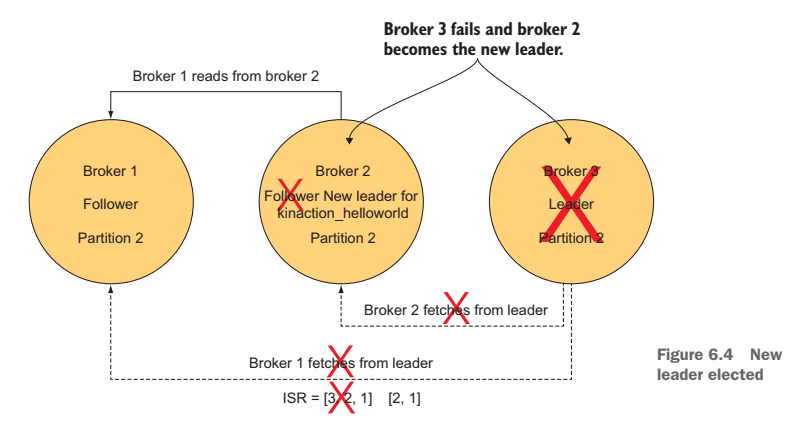 Broker 3 fails and broker 2
becomes the new leader.
Broker 1 reads from broker 2
Broker 1
Follower
Partition 2
Broker 2
Follower New leader for
kinaction_helloworld
Partition 2
Broker 3
Leader
Partition 2
Broker 2 fetches from leader
Broker 1 fetches from leader
ISR = [3, 2, 1] [2, 1]
Figure 6.4 New
leader elected